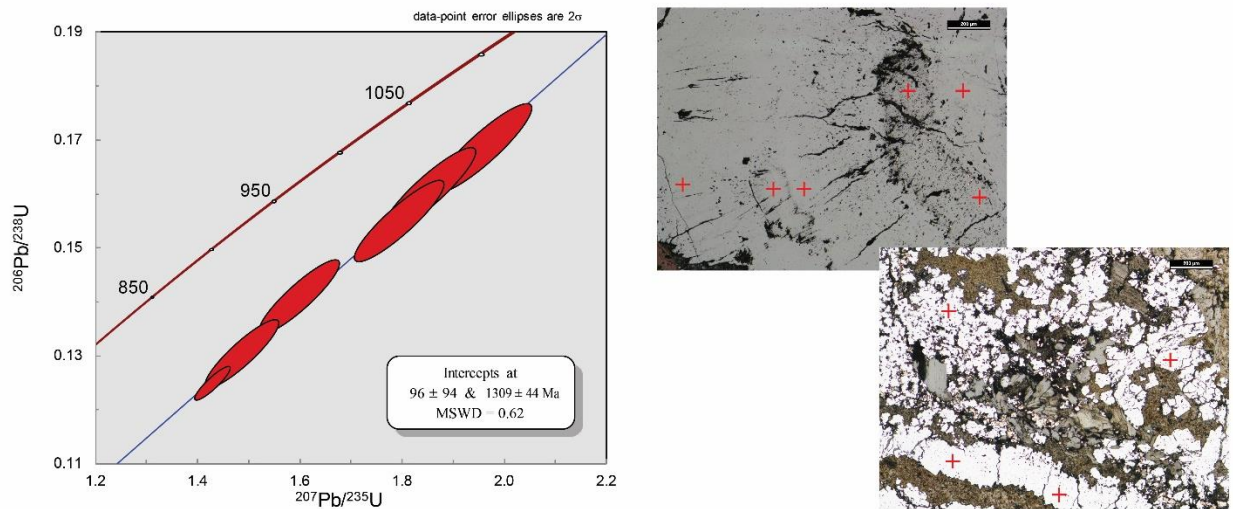 data-point error ellipses are 2σ
0.19
0.17
0.15
0.13
0.11
206Pb/238U
1050
950
850
Intercepts at
96 ± 94 & 1309 ± 44 Ma
MSWD = 0.62
1.2 1.4 1.6 1.8 2.0 2.2
207Pb/235U
200 µm